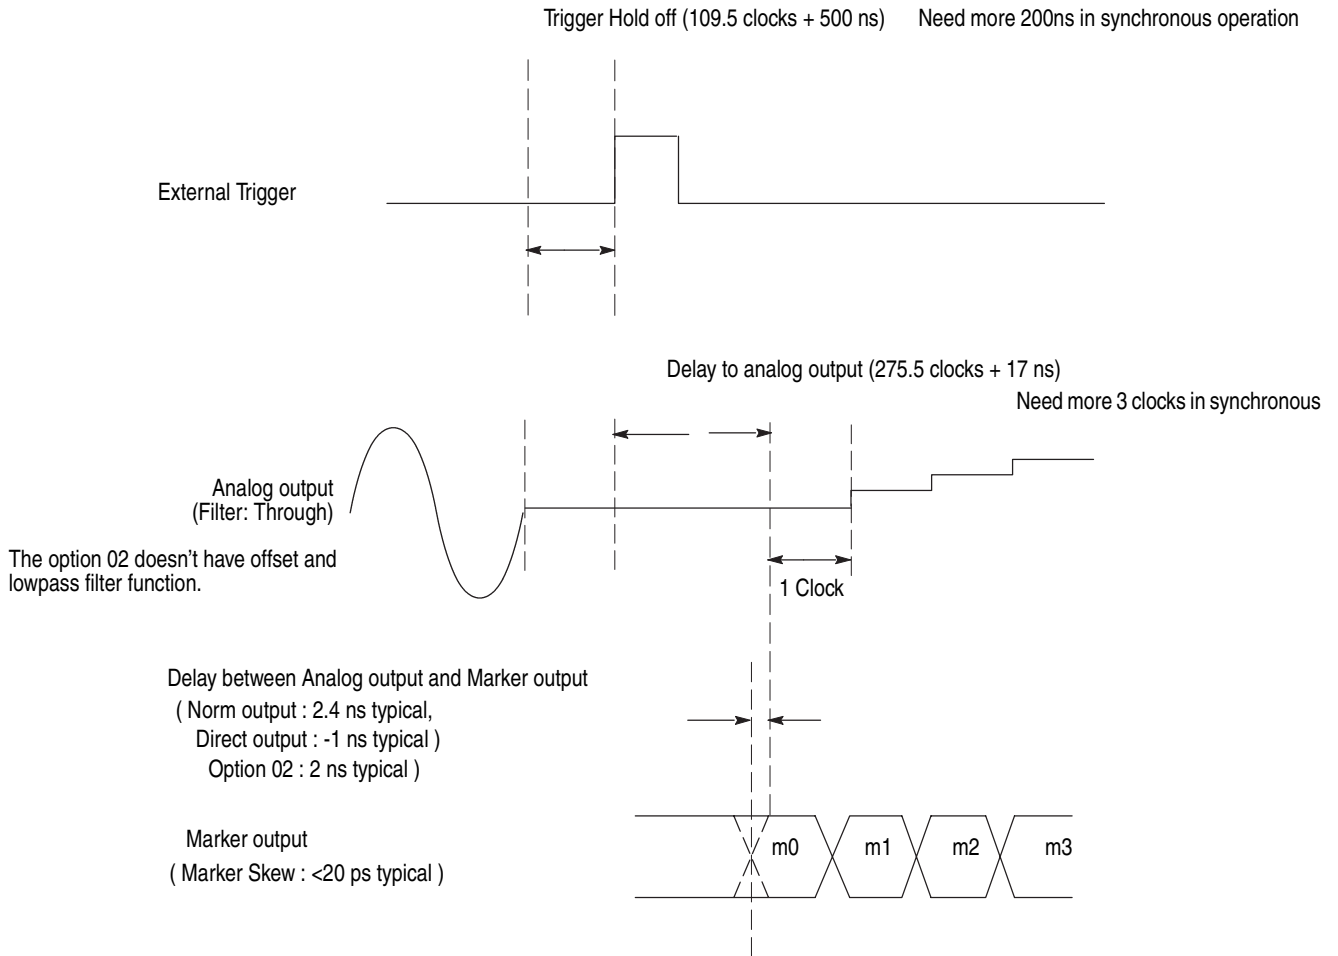 Trigger Hold off (109.5 clocks + 500 ns) Need more 200ns in synchronous operation
External Trigger
Delay to analog output (275.5 clocks + 17 ns)
Need more 3 clocks in synchronous
Analog output
(Filter: Through)
The option 02 doesn't have offset and
lowpass filter function.
1 Clock
Delay between Analog output and Marker output
( Norm output : 2.4 ns typical,
Direct output : -1 ns typical )
Option 02 : 2 ns typical )
Marker output
( Marker Skew : <20 ps typical )
m0 m1 m2 m3